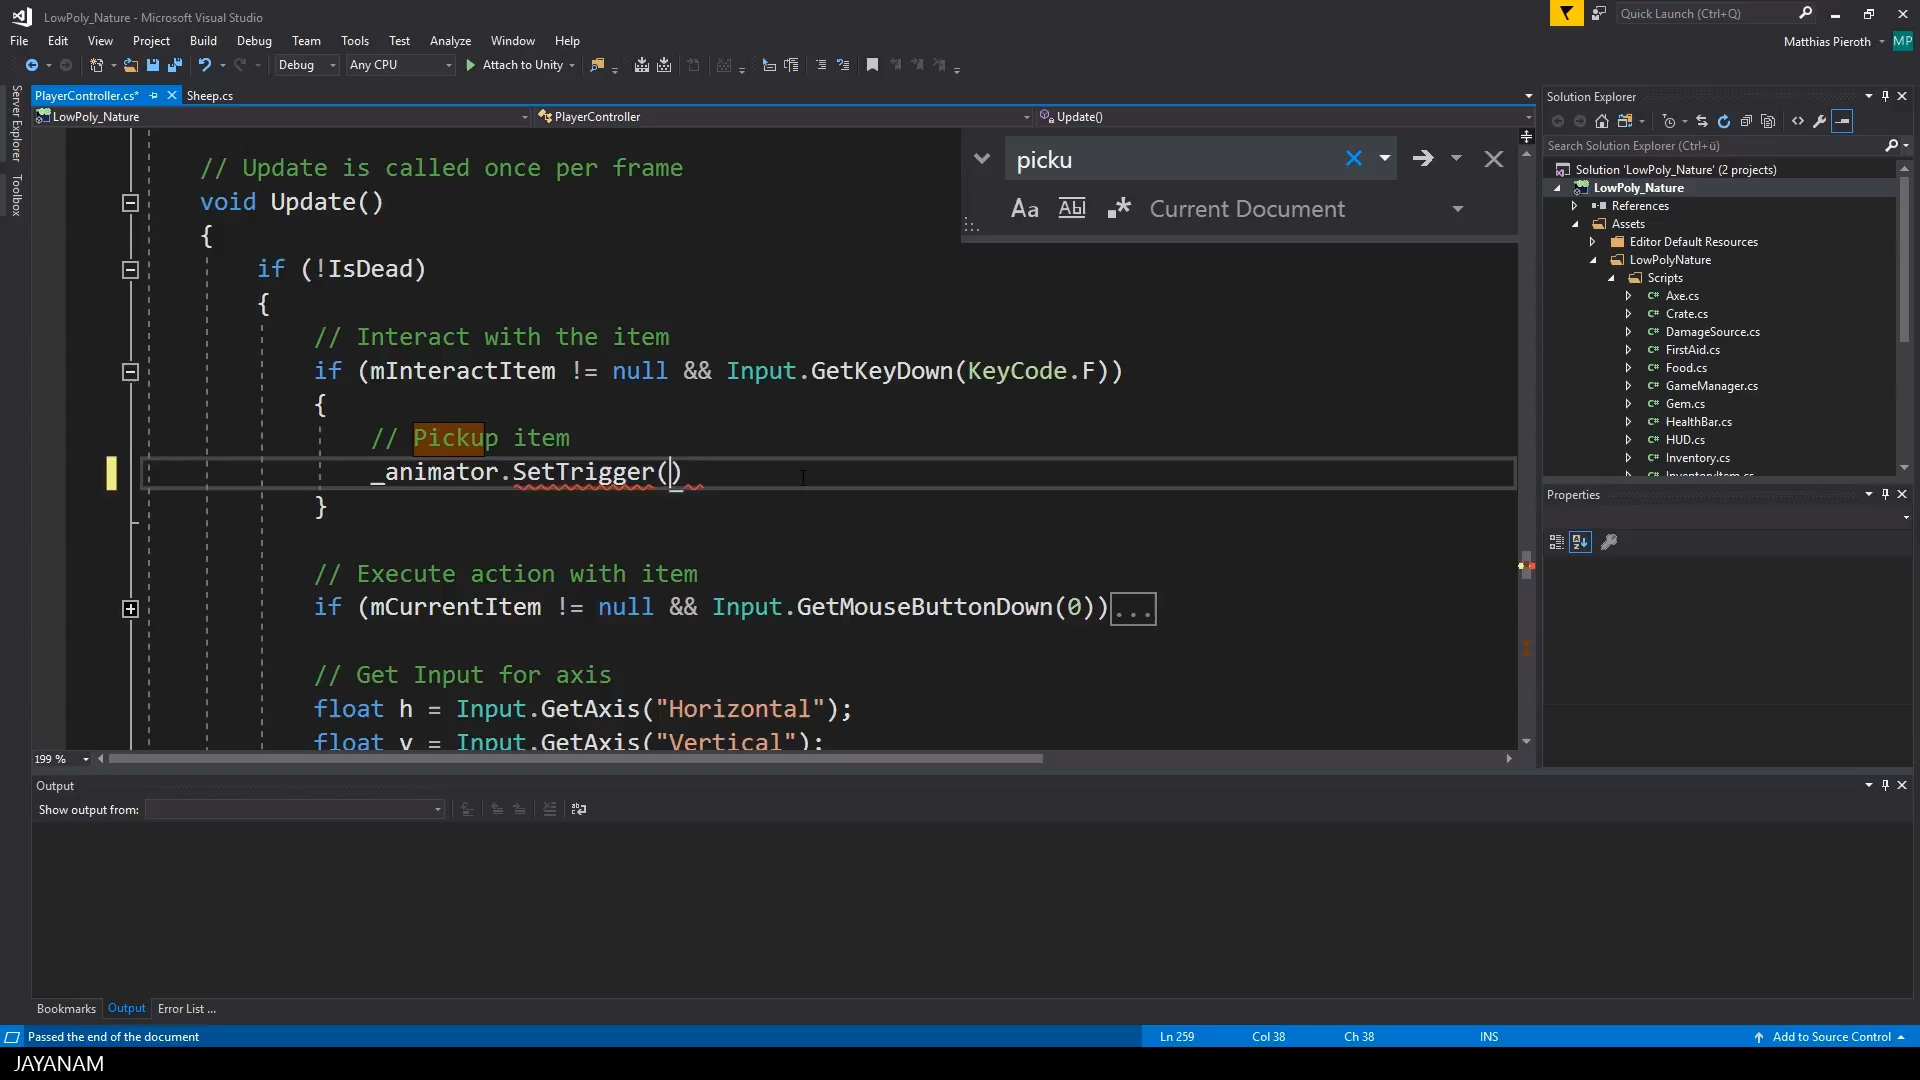 LowPoly_Nature - Microsoft Visual Studio
Quick Launch (Ctrl+Q)
File Edit View Project Build Debug Team Tools Test Analyze Window Help
Matthias Pieroth MP
Debug Any CPU Attach to Unity
Server Explorer
Toolbox
PlayerController.cs* Sheep.cs
LowPoly_Nature PlayerController Update()
picku
Aa Abl .* Current Document
// Update is called once per frame
void Update()
{
if (!IsDead)
{
// Interact with the item
if (mInteractItem != null && Input.GetKeyDown(KeyCode.F))
{
// Pickup item
_animator.SetTrigger()
}
// Execute action with item
if (mCurrentItem != null && Input.GetMouseButtonDown(0))...
// Get Input for axis
float h = Input.GetAxis("Horizontal");
float v = Input.GetAxis("Vertical");
199 %
Solution Explorer
Search Solution Explorer (Ctrl+ü)
Solution 'LowPoly_Nature' (2 projects)
LowPoly_Nature
References
Assets
Editor Default Resources
LowPolyNature
Scripts
C# Axe.cs
C# Crate.cs
C# DamageSource.cs
C# FirstAid.cs
C# Food.cs
C# GameManager.cs
C# Gem.cs
C# HealthBar.cs
C# HUD.cs
C# Inventory.cs
C# InventoryItem.cs
Properties
Output
Show output from:
Bookmarks Output Error List ...
Passed the end of the document Ln 259 Col 38 Ch 38 INS Add to Source Control
JAYANAM